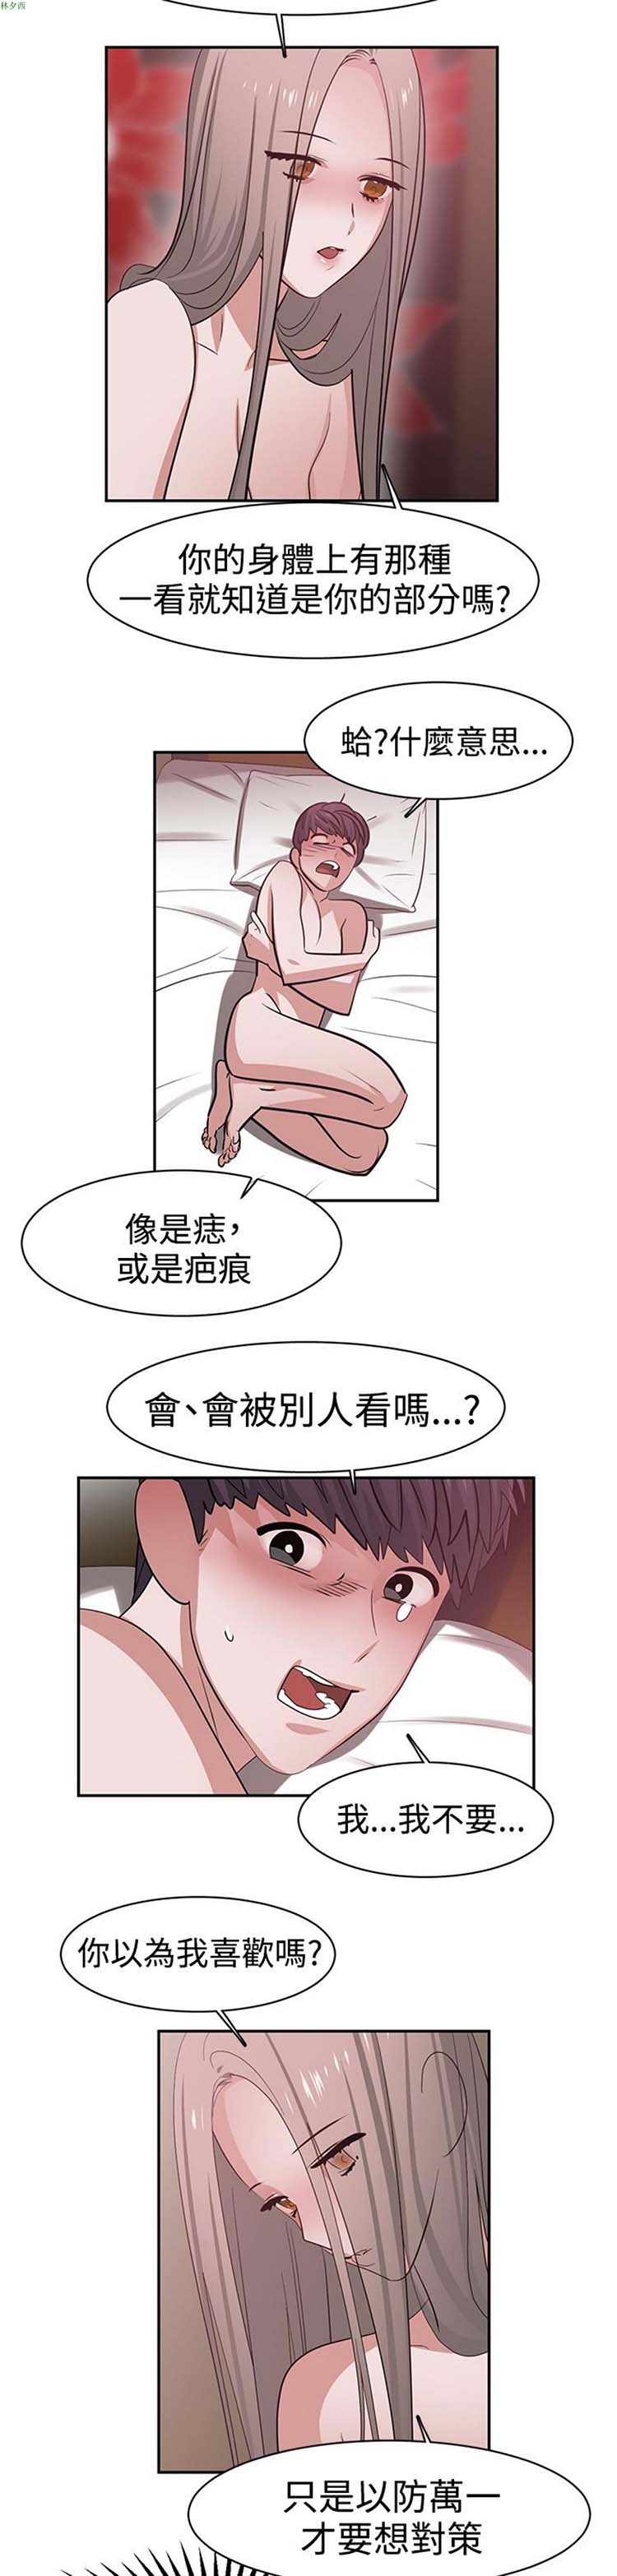 林夕西
你的身體上有那種
一看就知道是你的部分嗎?
蛤?什麼意思...
像是痣,
或是疤痕
會、會被別人看嗎...?
我...我不要...
你以為我喜歡嗎?
只是以防萬一
才要想對策